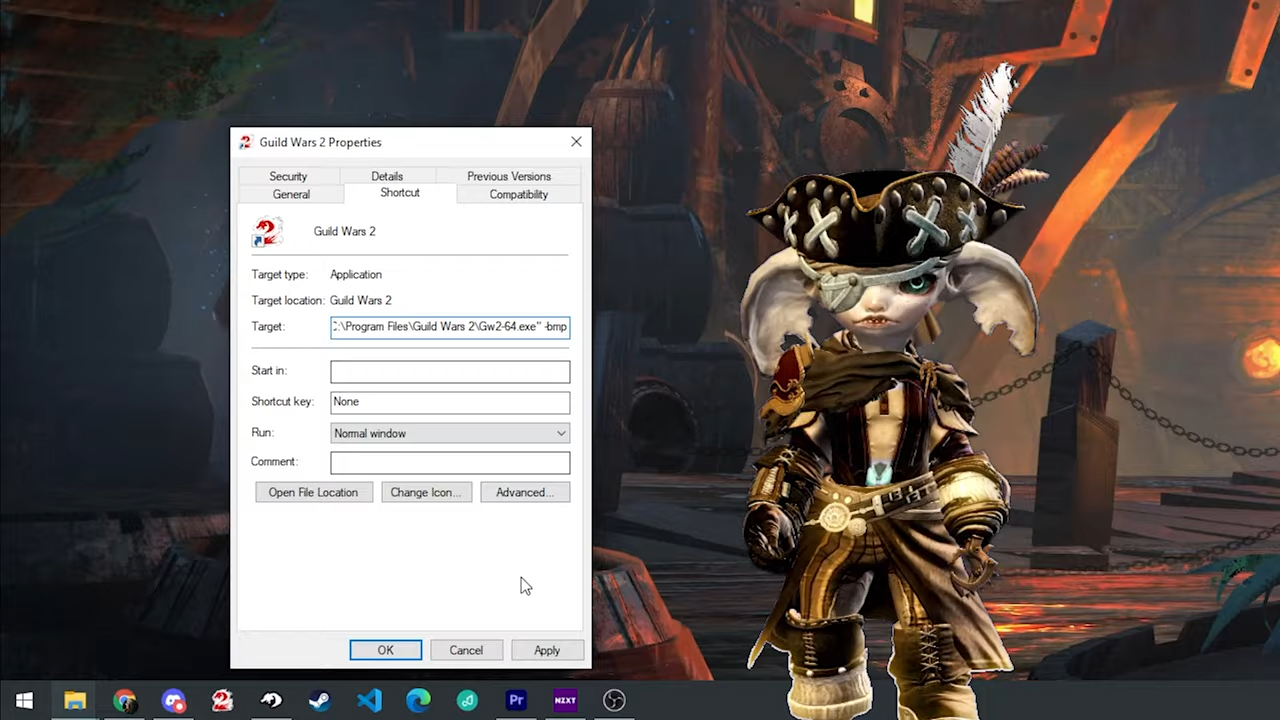 Guild Wars 2 Properties
Security Details Previous Versions
General Shortcut Compatibility
Guild Wars 2
Target type: Application
Target location: Guild Wars 2
Target: :\Program Files\Guild Wars 2\Gw2-64.exe" -bmp
Start in:
Shortcut key: None
Run: Normal window
Comment:
Open File Location Change Icon... Advanced...
OK Cancel Apply
Pr NZXT